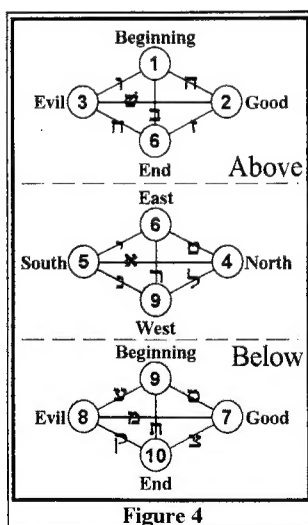 Beginning
1
ה
Evil 3 ש 2 Good
ח ז
6
End
Above
East
6
י
South 5 א 4 North
נ ל
9
West
Below
Beginning
9
Evil 8 מ 7 Good
ק צ
10
End
Figure 4